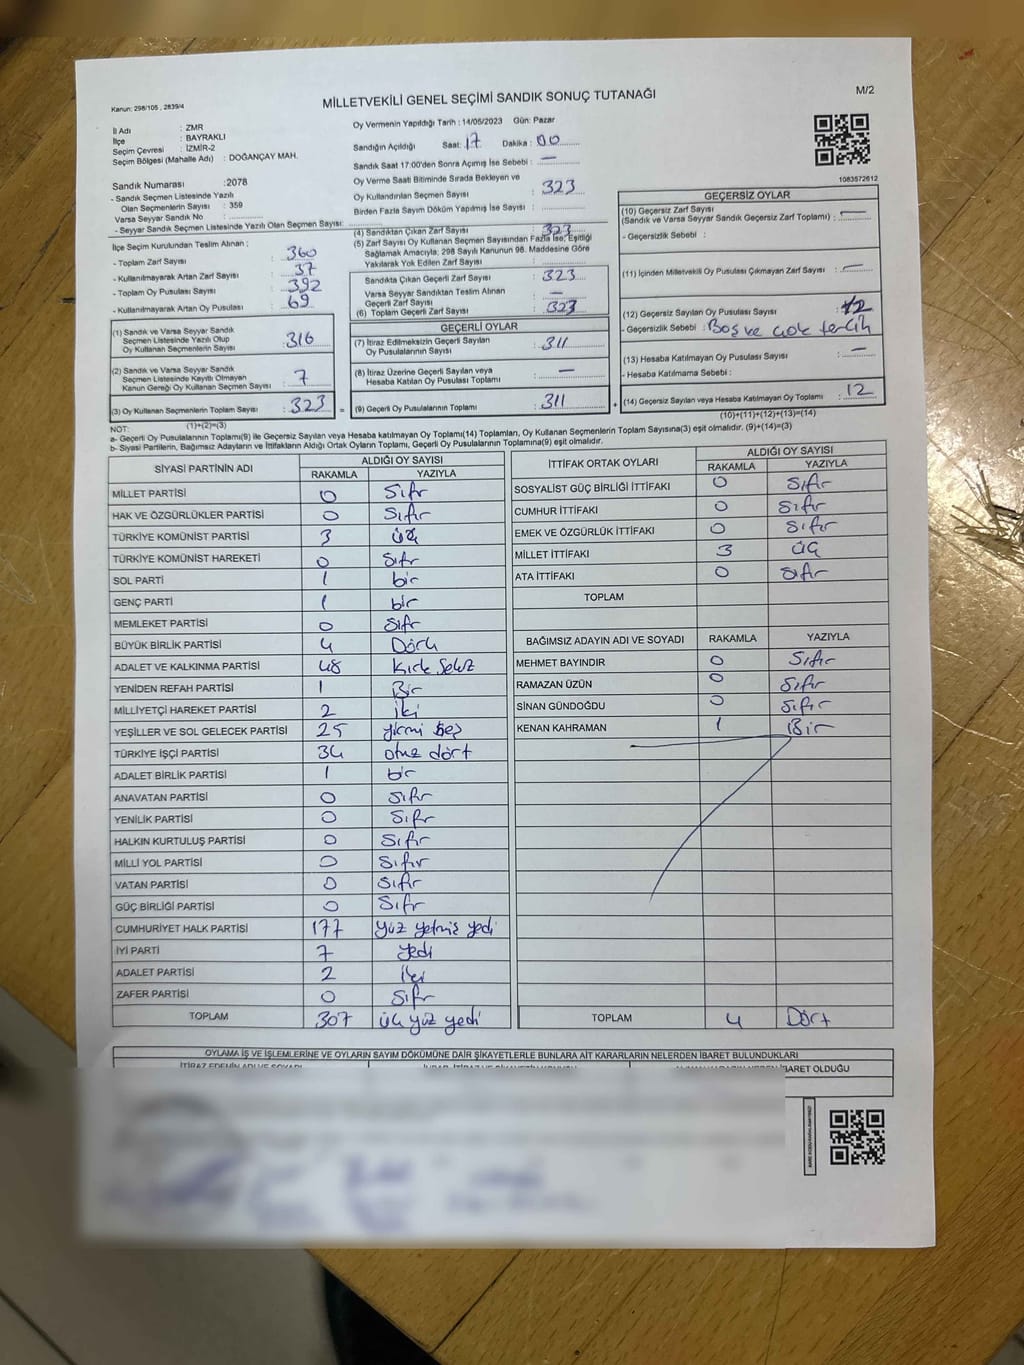 Kanun: 298/105 , 2839/4
MİLLETVEKİLİ GENEL SEÇİMİ SANDIK SONUÇ TUTANAĞI
M/2
İl Adı : ZMR
İlçe : BAYRAKLI
Seçim Çevresi : İZMİR-2
Seçim Bölgesi (Mahalle Adı) : DOĞANÇAY MAH.
Sandık Numarası :2078
- Sandık Seçmen Listesinde Yazılı
Olan Seçmenlerin Sayısı : 359
Varsa Seyyar Sandık No :
- Seyyar Sandık Seçmen Listesinde Yazılı Olan Seçmen Sayısı:
İlçe Seçim Kurulundan Teslim Alınan ;
- Toplam Zarf Sayısı : 360
- Kullanılmayarak Artan Zarf Sayısı : 37
- Toplam Oy Pusulası Sayısı : 392
- Kullanılmayarak Artan Oy Pusulası : 69
Oy Vermenin Yapıldığı Tarih : 14/05/2023 Gün: Pazar
Sandığın Açıldığı Saat: 17 Dakika : 00
Sandık Saat 17:00'den Sonra Açılmış İse Sebebi : —
Oy Verme Saati Bitiminde Sırada Bekleyen ve
Oy Kullandırılan Seçmen Sayısı : 323
Birden Fazla Sayım Döküm Yapılmış İse Sayısı :
(4) Sandıktan Çıkan Zarf Sayısı : 323
(5) Zarf Sayısı Oy Kullanan Seçmen Sayısından Fazla İse, Eşitliği
Sağlamak Amacıyla, 298 Sayılı Kanunun 98. Maddesine Göre
Yakılarak Yok Edilen Zarf Sayısı :
Sandıkta Çıkan Geçerli Zarf Sayısı : 323
Varsa Seyyar Sandıktan Teslim Alınan
Geçerli Zarf Sayısı : —
(6) Toplam Geçerli Zarf Sayısı : 323
1083572612
GEÇERSİZ OYLAR
(10) Geçersiz Zarf Sayısı
(Sandık ve Varsa Seyyar Sandık Geçersiz Zarf Toplamı) : —
- Geçersizlik Sebebi :
(11) İçinden Milletvekili Oy Pusulası Çıkmayan Zarf Sayısı : —
(12) Geçersiz Sayılan Oy Pusulası Sayısı : 12
- Geçersizlik Sebebi : Boş ve çok tercih
(13) Hesaba Katılmayan Oy Pusulası Sayısı : —
- Hesaba Katılmama Sebebi :
(14) Geçersiz Sayılan veya Hesaba Katılmayan Oy Toplamı : 12
(10)+(11)+(12)+(13)=(14)
(1) Sandık ve Varsa Seyyar Sandık
Seçmen Listesinde Yazılı Olup
Oy Kullanan Seçmenlerin Sayısı : 316
(2) Sandık ve Varsa Seyyar Sandık
Seçmen Listesinde Kayıtlı Olmayan
Kanun Gereği Oy Kullanan Seçmen Sayısı : 7
(3) Oy Kullanan Seçmenlerin Toplam Sayısı : 323
(1)+(2)=(3)
GEÇERLİ OYLAR
(7) İtiraz Edilmeksizin Geçerli Sayılan
Oy Pusulalarının Sayısı : 311
(8) İtiraz Üzerine Geçerli Sayılan veya
Hesaba Katılan Oy Pusulası Toplamı : —
(9) Geçerli Oy Pusulalarının Toplamı : 311
NOT:
a- Geçerli Oy Pusulalarının Toplamı(9) ile Geçersiz Sayılan veya Hesaba katılmayan Oy Toplamı(14) Toplamları, Oy Kullanan Seçmenlerin Toplam Sayısına(3) eşit olmalıdır. (9)+(14)=(3)
b- Siyasi Partilerin, Bağımsız Adayların ve İttifakların Aldığı Ortak Oyların Toplamı, Geçerli Oy Pusulalarının Toplamına(9) eşit olmalıdır.
SİYASİ PARTİNİN ADI ALDIĞI OY SAYISI
RAKAMLA YAZIYLA
MİLLET PARTİSİ 0 Sıfır
HAK VE ÖZGÜRLÜKLER PARTİSİ 0 Sıfır
TÜRKİYE KOMÜNİST PARTİSİ 3 üç
TÜRKİYE KOMÜNİST HAREKETİ 0 Sıfır
SOL PARTİ 1 bir
GENÇ PARTİ 1 bir
MEMLEKET PARTİSİ 0 Sıfır
BÜYÜK BİRLİK PARTİSİ 4 Dört
ADALET VE KALKINMA PARTİSİ 48 Kırk Sekiz
YENİDEN REFAH PARTİSİ 1 Bir
MİLLİYETÇİ HAREKET PARTİSİ 2 iki
YEŞİLLER VE SOL GELECEK PARTİSİ 25 yirmi beş
TÜRKİYE İŞÇİ PARTİSİ 34 otuz dört
ADALET BİRLİK PARTİSİ 1 bir
ANAVATAN PARTİSİ 0 Sıfır
YENİLİK PARTİSİ 0 Sıfır
HALKIN KURTULUŞ PARTİSİ 0 Sıfır
MİLLİ YOL PARTİSİ 0 Sıfır
VATAN PARTİSİ 0 Sıfır
GÜÇ BİRLİĞİ PARTİSİ 0 Sıfır
CUMHURİYET HALK PARTİSİ 177 yüz yetmiş yedi
İYİ PARTİ 7 yedi
ADALET PARTİSİ 2 iki
ZAFER PARTİSİ 0 Sıfır
TOPLAM 307 üç yüz yedi
İTTİFAK ORTAK OYLARI ALDIĞI OY SAYISI
RAKAMLA YAZIYLA
SOSYALİST GÜÇ BİRLİĞİ İTTİFAKI 0 Sıfır
CUMHUR İTTİFAKI 0 Sıfır
EMEK VE ÖZGÜRLÜK İTTİFAKI 0 Sıfır
MİLLET İTTİFAKI 3 üç
ATA İTTİFAKI 0 Sıfır
TOPLAM
BAĞIMSIZ ADAYIN ADI VE SOYADI RAKAMLA YAZIYLA
MEHMET BAYINDIR 0 Sıfır
RAMAZAN ÜZÜN 0 Sıfır
SİNAN GÜNDOĞDU 0 Sıfır
KENAN KAHRAMAN 1 Bir
TOPLAM 4 Dört
OYLAMA İŞ VE İŞLEMLERİNE VE OYLARIN SAYIM DÖKÜMÜNE DAİR ŞİKAYETLERLE BUNLARA AİT KARARLARIN NELERDEN İBARET BULUNDUKLARI
İTİRAZ EDENİN ADI VE SOYADI
İBARET OLDUĞU